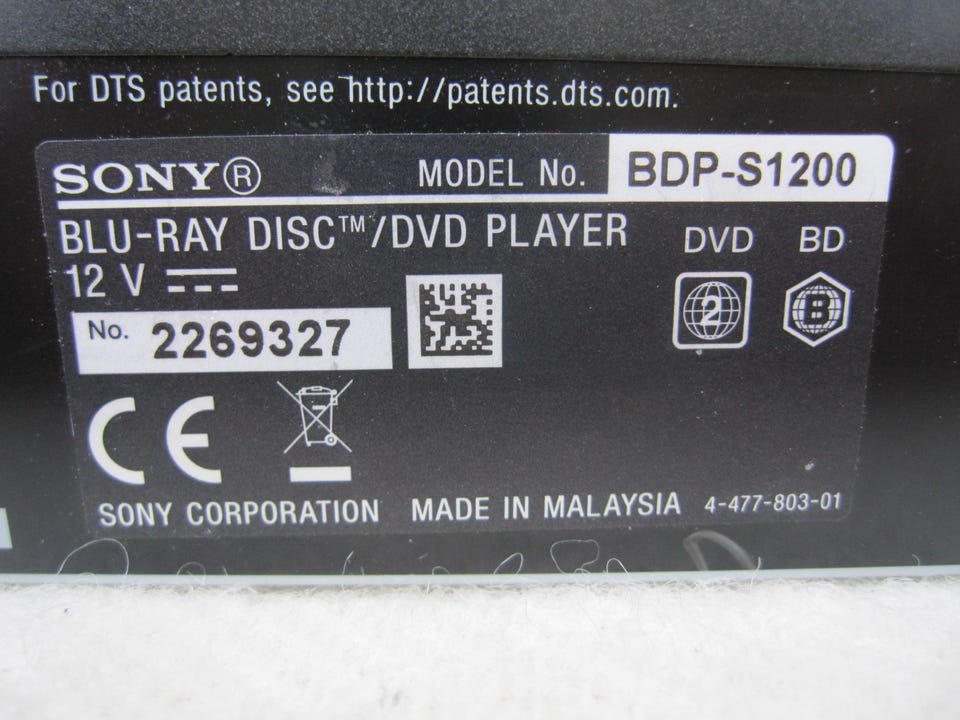 For DTS patents, see http://patents.dts.com.
SONY® MODEL No. BDP-S1200
BLU-RAY DISC™/DVD PLAYER DVD BD
12 V
2 B
No. 2269327
CE
SONY CORPORATION MADE IN MALAYSIA 4-477-803-01